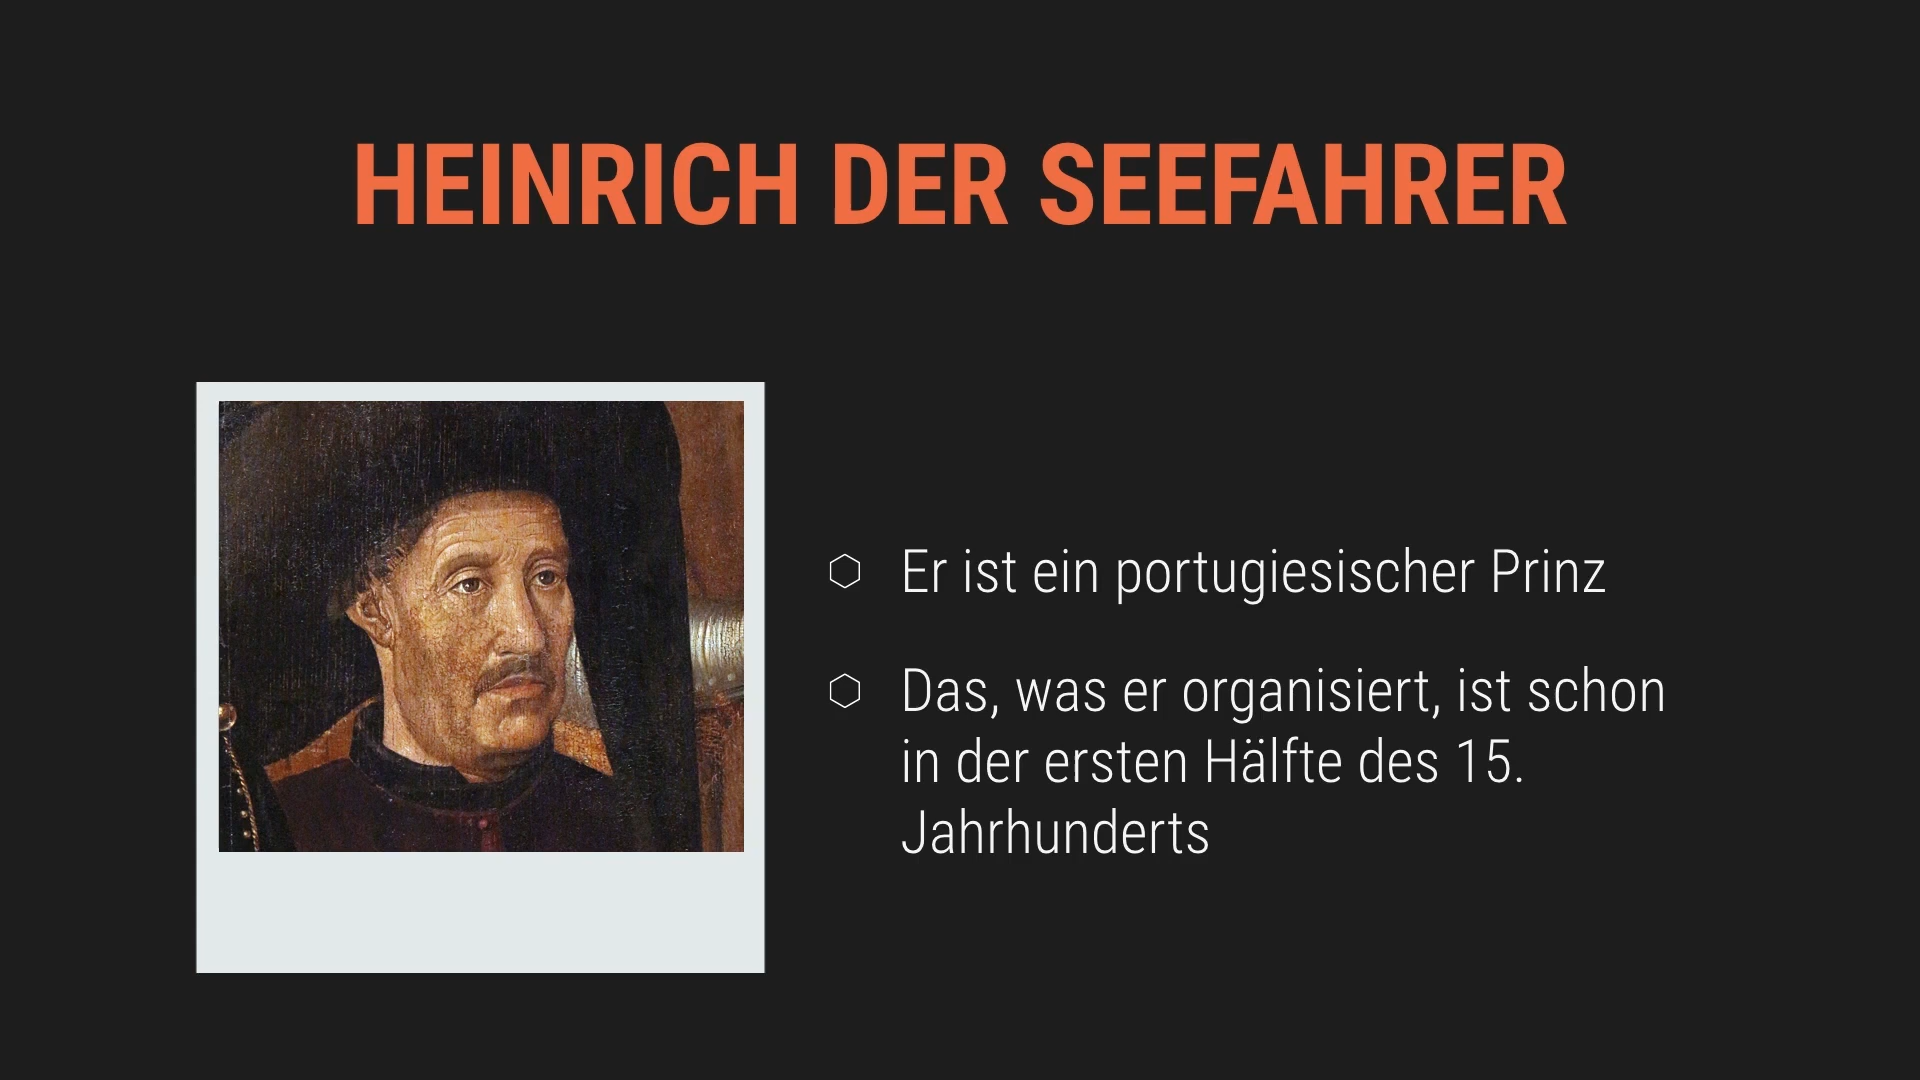 HEINRICH DER SEEFAHRER
Er ist ein portugiesischer Prinz
Das, was er organisiert, ist schon
in der ersten Hälfte des 15.
Jahrhunderts